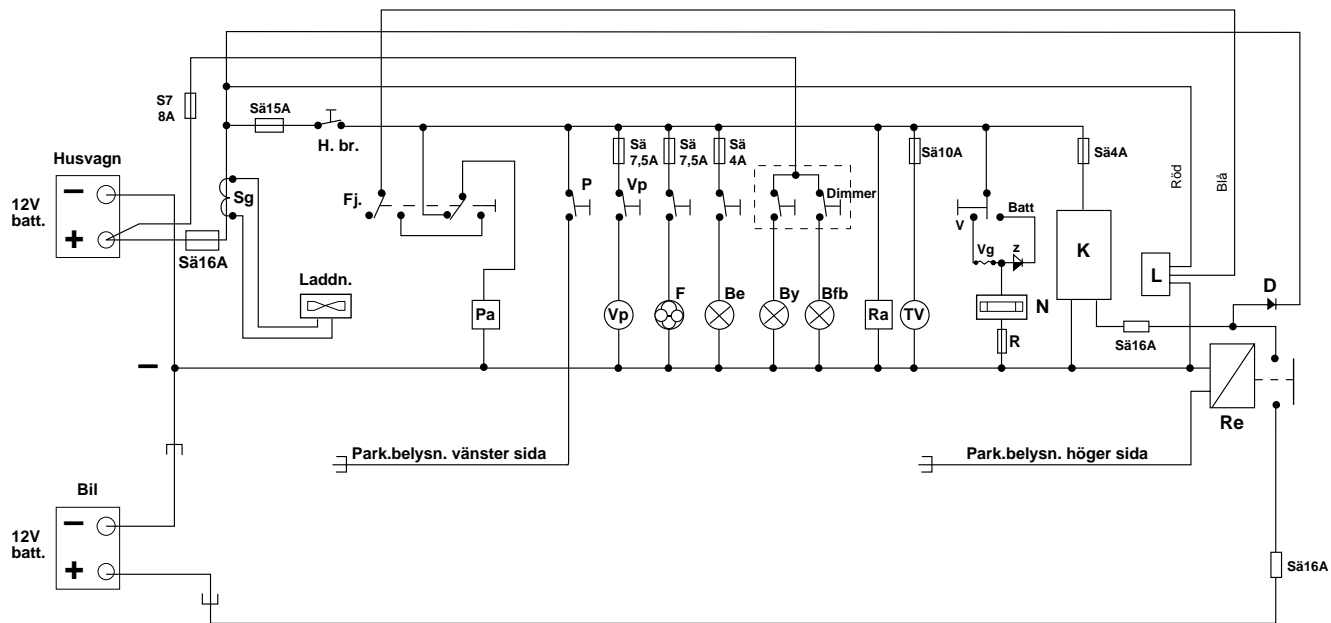 S7
8A
Sä15A
H. br.
Husvagn
−
12V
batt.
+
Sg
Sä16A
Laddn.
Fj.
Pa
P
Vp
Sä
7,5A
Sä
7,5A
Sä
4A
Dimmer
Vp
F
Be
By
Bfb
Ra
TV
Sä10A
V
Batt
Vg
z
N
R
Sä4A
K
Röd
Blå
L
D
Sä16A
Re
−
Park.belysn. vänster sida
Park.belysn. höger sida
Bil
−
12V
batt.
+
Sä16A